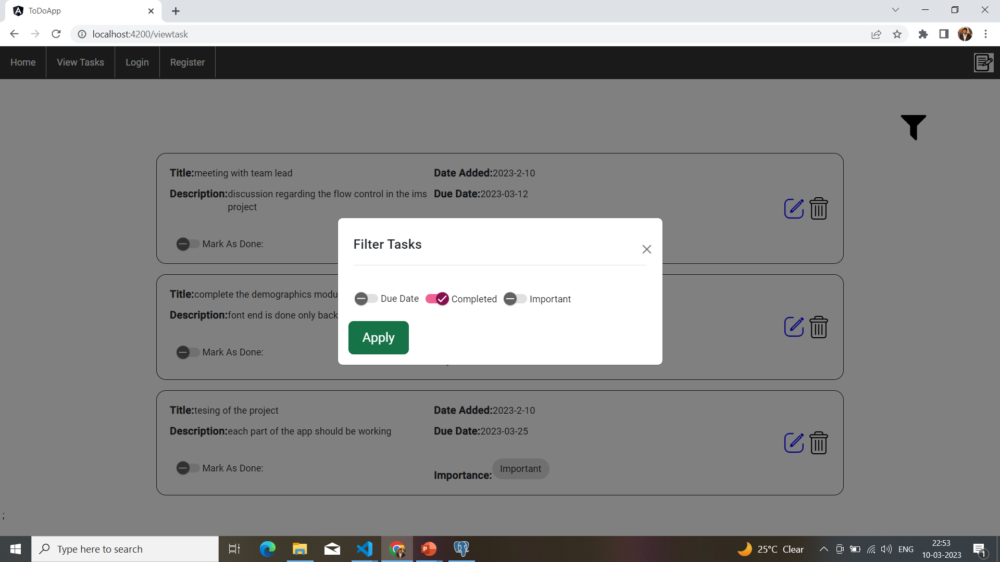 ToDoApp
localhost:4200/viewtask
Home View Tasks Login Register
Title:meeting with team lead Date Added:2023-2-10
Description:discussion regarding the flow control in the ims Due Date:2023-03-12
project
Mark As Done:
Filter Tasks
Due Date Completed Important
Apply
Title:complete the demographics modu
Description:font end is done only back
Mark As Done:
Title:tesing of the project Date Added:2023-2-10
Description:each part of the app should be working Due Date:2023-03-25
Mark As Done:
Importance: Important
;
Type here to search
25°C Clear
ENG
22:53
10-03-2023
1